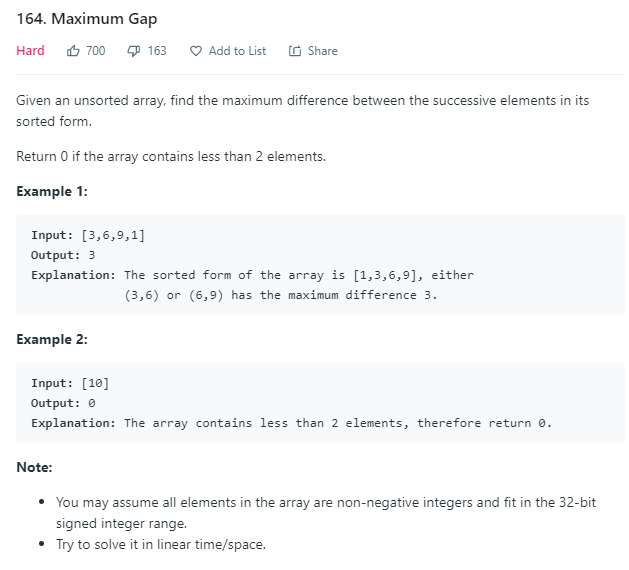 164. Maximum Gap
Hard 700 163 Add to List Share
Given an unsorted array, find the maximum difference between the successive elements in its
sorted form.
Return 0 if the array contains less than 2 elements.
Example 1:
Input: [3,6,9,1]
Output: 3
Explanation: The sorted form of the array is [1,3,6,9], either
(3,6) or (6,9) has the maximum difference 3.
Example 2:
Input: [10]
Output: 0
Explanation: The array contains less than 2 elements, therefore return 0.
Note:
• You may assume all elements in the array are non-negative integers and fit in the 32-bit
signed integer range.
• Try to solve it in linear time/space.